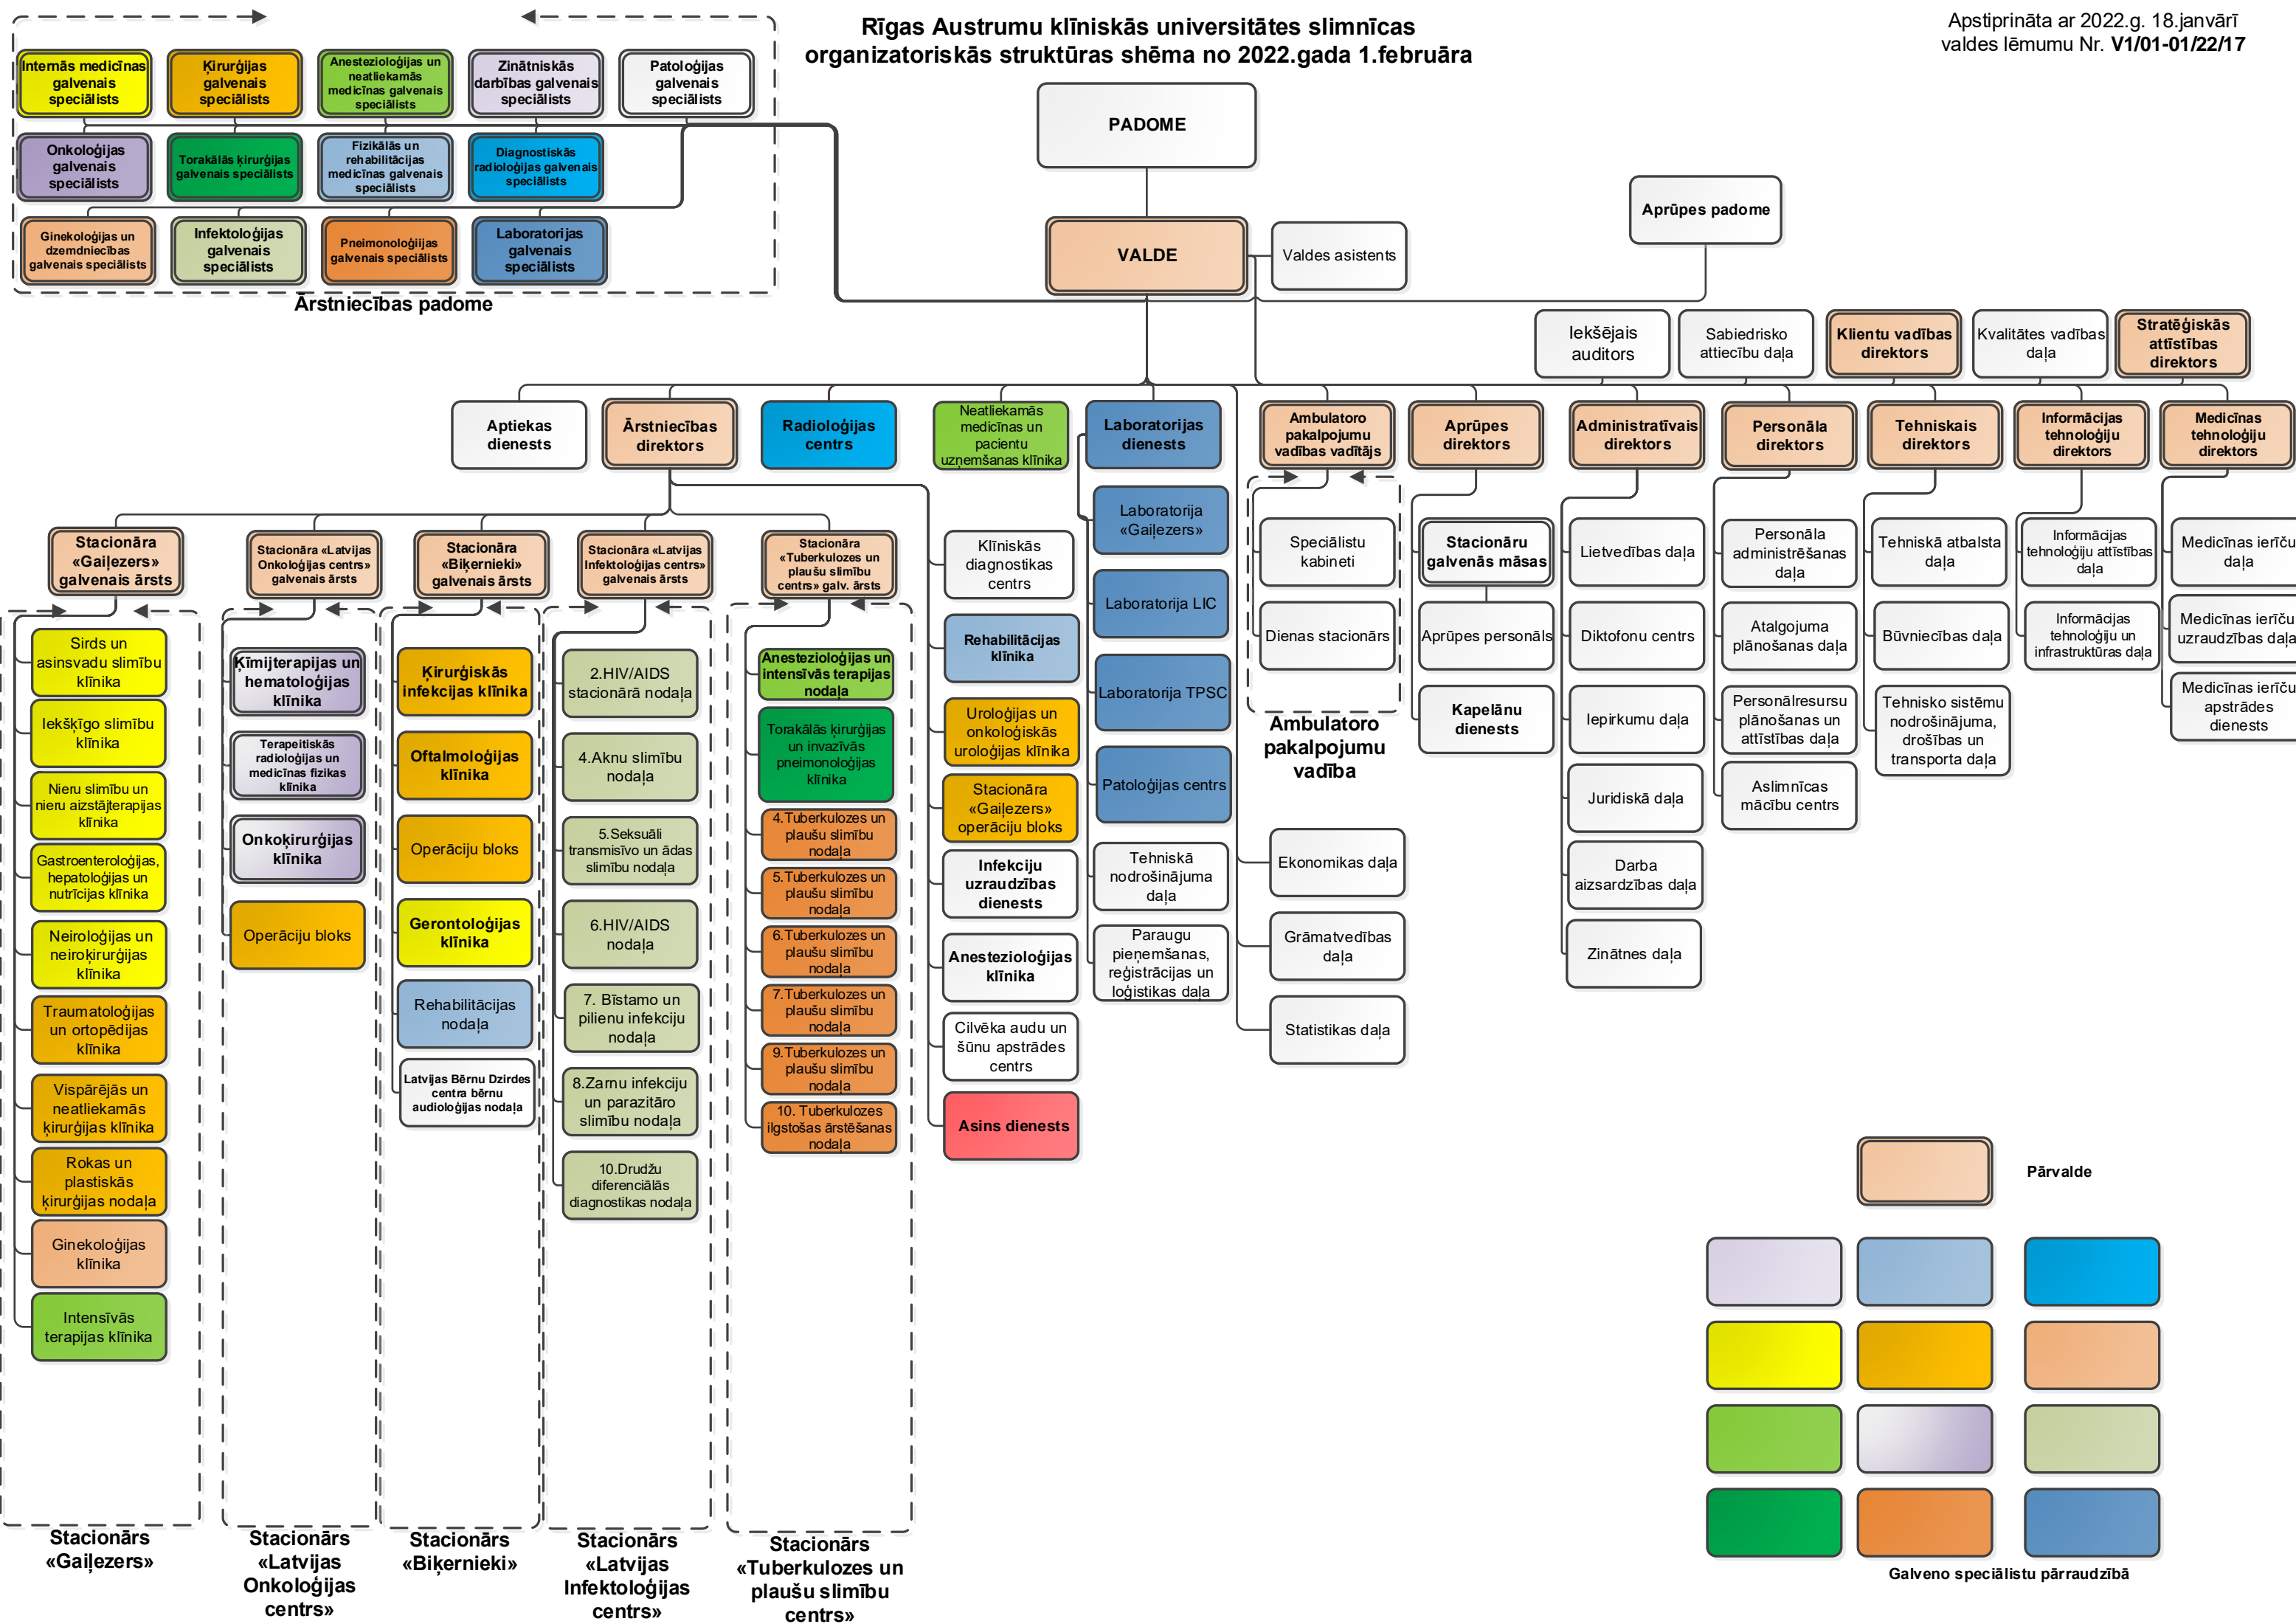 Rīgas Austrumu klīniskās universitātes slimnīcas
organizatoriskās struktūras shēma no 2022.gada 1.februāra
Apstiprināta ar 2022.g. 18.janvārī
valdes lēmumu Nr. V1/01-01/22/17
Internās medicīnas
galvenais
speciālists
Ķirurģijas
galvenais
speciālists
Anestezioloģijas un
neatliekamās
medicīnas galvenais
speciālists
Zinātniskās
darbības galvenais
speciālists
Patoloģijas
galvenais
speciālists
Onkoloģijas
galvenais
speciālists
Torakālās ķirurģijas
galvenais speciālists
Fizikālās un
rehabilitācijas
medicīnas galvenais
speciālists
Diagnostiskās
radioloģijas galvenais
speciālists
Ginekoloģijas un
dzemdniecības
galvenais speciālists
Infektoloģijas
galvenais
speciālists
Pneimonoloģiijas
galvenais speciālists
Laboratorijas
galvenais
speciālists
Ārstniecības padome
PADOME
VALDE
Valdes asistents
Aprūpes padome
Iekšējais
auditors
Sabiedrisko
attiecību daļa
Klientu vadības
direktors
Kvalitātes vadības
daļa
Stratēģiskās
attīstības
direktors
Aptiekas
dienests
Ārstniecības
direktors
Radioloģijas
centrs
Neatliekamās
medicīnas un
pacientu
uzņemšanas klīnika
Laboratorijas
dienests
Ambulatoro
pakalpojumu
vadības vadītājs
Aprūpes
direktors
Administratīvais
direktors
Personāla
direktors
Tehniskais
direktors
Informācijas
tehnoloģiju
direktors
Medicīnas
tehnoloģiju
direktors
Stacionāra
«Gaiļezers»
galvenais ārsts
Stacionāra «Latvijas
Onkoloģijas centrs»
galvenais ārsts
Stacionāra
«Biķernieki»
galvenais ārsts
Stacionāra «Latvijas
Infektoloģijas centrs»
galvenais ārsts
Stacionāra
«Tuberkulozes un
plaušu slimību
centrs» galv. ārsts
Sirds un
asinsvadu slimību
klīnika
Iekšķīgo slimību
klīnika
Nieru slimību un
nieru aizstājterapijas
klīnika
Gastroenteroloģijas,
hepatoloģijas un
nutrīcijas klīnika
Neiroloģijas un
neiroķirurģijas
klīnika
Traumatoloģijas
un ortopēdijas
klīnika
Vispārējās un
neatliekamās
ķirurģijas klīnika
Rokas un
plastiskās
ķirurģijas nodaļa
Ginekoloģijas
klīnika
Intensīvās
terapijas klīnika
Stacionārs
«Gaiļezers»
Ķīmijterapijas un
hematoloģijas
klīnika
Terapeitiskās
radioloģijas un
medicīnas fizikas
klīnika
Onkoķirurģijas
klīnika
Operāciju bloks
Stacionārs
«Latvijas
Onkoloģijas
centrs»
Ķirurģiskās
infekcijas klīnika
Oftalmoloģijas
klīnika
Operāciju bloks
Gerontoloģijas
klīnika
Rehabilitācijas
nodaļa
Latvijas Bērnu Dzirdes
centra bērnu
audioloģijas nodaļa
Stacionārs
«Biķernieki»
2.HIV/AIDS
stacionārā nodaļa
4.Aknu slimību
nodaļa
5.Seksuāli
transmisīvo un ādas
slimību nodaļa
6.HIV/AIDS
nodaļa
7. Bīstamo un
pilienu infekciju
nodaļa
8.Zarnu infekciju
un parazitāro
slimību nodaļa
10.Drudžu
diferenciālās
diagnostikas nodaļa
Stacionārs
«Latvijas
Infektoloģijas
centrs»
Anestezioloģijas un
intensīvās terapijas
nodaļa
Torakālās ķirurģijas
un invazīvās
pneimonoloģijas
klīnika
4.Tuberkulozes un
plaušu slimību
nodaļa
5.Tuberkulozes un
plaušu slimību
nodaļa
6.Tuberkulozes un
plaušu slimību
nodaļa
7.Tuberkulozes un
plaušu slimību
nodaļa
9.Tuberkulozes un
plaušu slimību
nodaļa
10. Tuberkulozes
ilgstošas ārstēšanas
nodaļa
Stacionārs
«Tuberkulozes un
plaušu slimību
centrs»
Klīniskās
diagnostikas
centrs
Rehabilitācijas
klīnika
Uroloģijas un
onkoloģiskās
uroloģijas klīnika
Stacionāra
«Gaiļezers»
operāciju bloks
Infekciju
uzraudzības
dienests
Anestezioloģijas
klīnika
Cilvēka audu un
šūnu apstrādes
centrs
Asins dienests
Laboratorija
«Gaiļezers»
Laboratorija LIC
Laboratorija TPSC
Patoloģijas centrs
Tehniskā
nodrošinājuma
daļa
Paraugu
pieņemšanas,
reģistrācijas un
loģistikas daļa
Speciālistu
kabineti
Dienas stacionārs
Ambulatoro
pakalpojumu
vadība
Ekonomikas daļa
Grāmatvedības
daļa
Statistikas daļa
Stacionāru
galvenās māsas
Aprūpes personāls
Kapelānu
dienests
Lietvedības daļa
Diktofonu centrs
Iepirkumu daļa
Juridiskā daļa
Darba
aizsardzības daļa
Zinātnes daļa
Personāla
administrēšanas
daļa
Atalgojuma
plānošanas daļa
Personālresursu
plānošanas un
attīstības daļa
Aslimnīcas
mācību centrs
Tehniskā atbalsta
daļa
Būvniecības daļa
Tehnisko sistēmu
nodrošinājuma,
drošības un
transporta daļa
Informācijas
tehnoloģiju attīstības
daļa
Informācijas
tehnoloģiju un
infrastruktūras daļa
Medicīnas ierīču
daļa
Medicīnas ierīču
uzraudzības daļa
Medicīnas ierīču
apstrādes
dienests
Pārvalde
Galveno speciālistu pārraudzībā